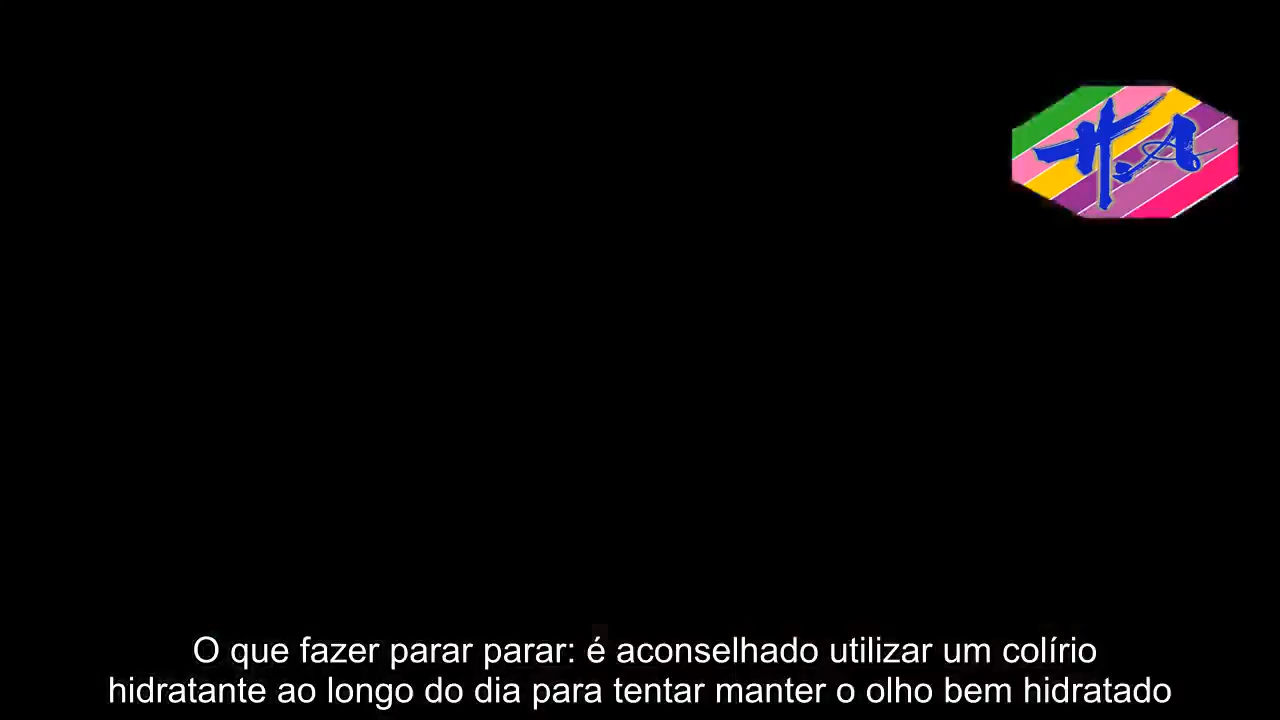 H.A
O que fazer parar parar: é aconselhado utilizar um colírio
hidratante ao longo do dia para tentar manter o olho bem hidratado